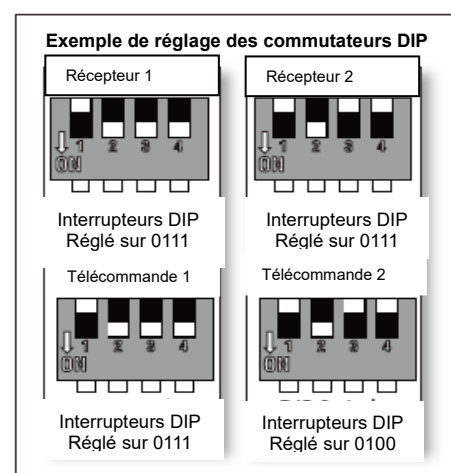 Exemple de réglage des commutateurs DIP
Récepteur 1
Récepteur 2
1 2 3 4
ON
1 2 3 4
ON
Interrupteurs DIP
Réglé sur 0111
Interrupteurs DIP
Réglé sur 0111
Télécommande 1
Télécommande 2
1 2 3 4
ON
1 2 3 4
ON
Interrupteurs DIP
Réglé sur 0111
Interrupteurs DIP
Réglé sur 0100